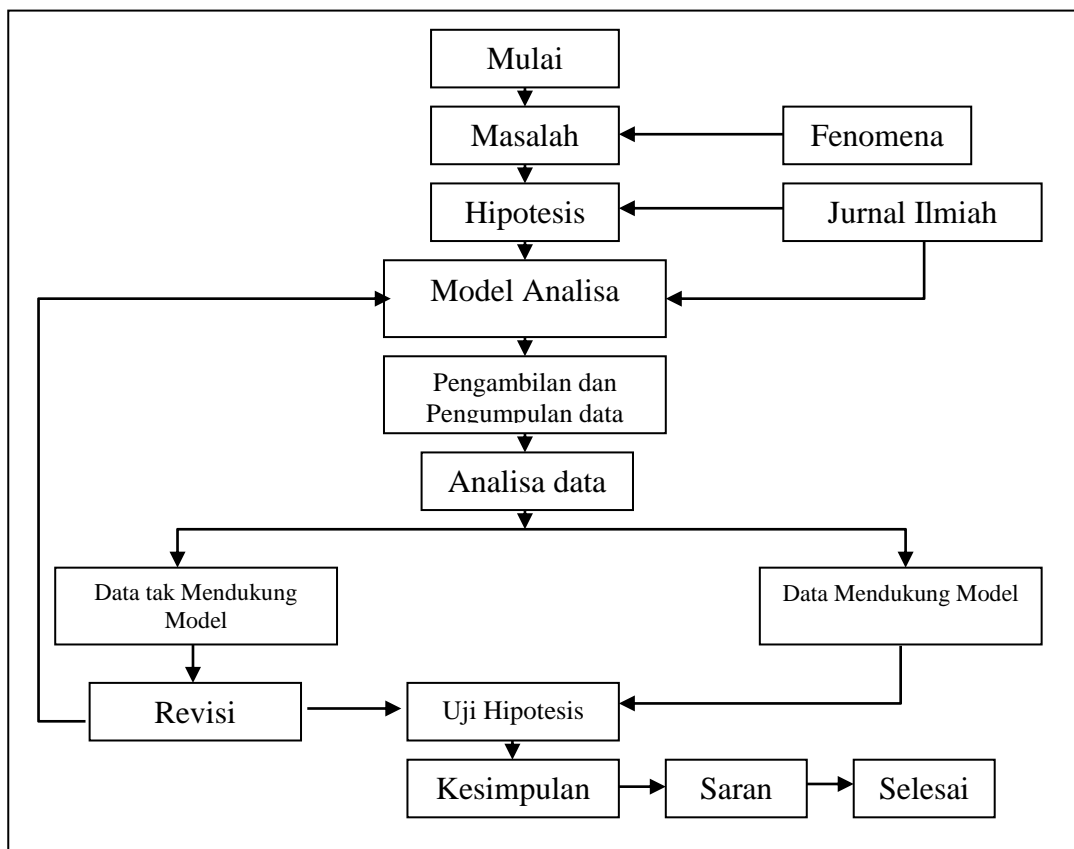 Mulai
Masalah
Fenomena
Hipotesis
Jurnal Ilmiah
Model Analisa
Pengambilan dan
Pengumpulan data
Analisa data
Data tak Mendukung
Model
Data Mendukung Model
Revisi
Uji Hipotesis
Kesimpulan
Saran
Selesai